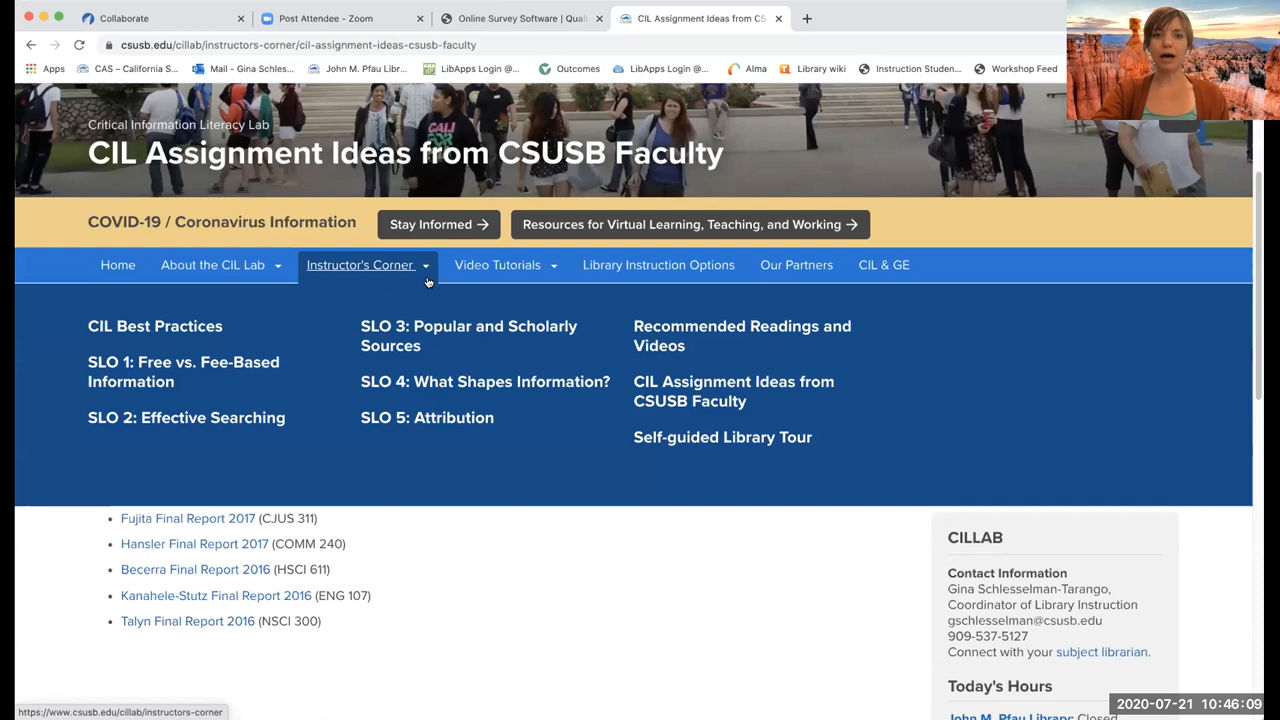 Collaborate
Post Attendee - Zoom
Online Survey Software | Qual
CIL Assignment Ideas from CS
csusb.edu/cillab/instructors-corner/cil-assignment-ideas-csusb-faculty
Apps
CAS – California S...
Mail - Gina Schles...
John M. Pfau Libr...
LibApps Login @...
Outcomes
LibApps Login @...
Alma
Library wiki
Instruction Studen...
Workshop Feed
CALI
FOR
Critical Information Literacy Lab
CIL Assignment Ideas from CSUSB Faculty
COVID-19 / Coronavirus Information
Stay Informed →
Resources for Virtual Learning, Teaching, and Working →
Home
About the CIL Lab
Instructor's Corner
Video Tutorials
Library Instruction Options
Our Partners
CIL & GE
CIL Best Practices
SLO 1: Free vs. Fee-Based
Information
SLO 2: Effective Searching
SLO 3: Popular and Scholarly
Sources
SLO 4: What Shapes Information?
SLO 5: Attribution
Recommended Readings and
Videos
CIL Assignment Ideas from
CSUSB Faculty
Self-guided Library Tour
• Fujita Final Report 2017 (CJUS 311)
• Hansler Final Report 2017 (COMM 240)
• Becerra Final Report 2016 (HSCI 611)
• Kanahele-Stutz Final Report 2016 (ENG 107)
• Talyn Final Report 2016 (NSCI 300)
CILLAB
Contact Information
Gina Schlesselman-Tarango,
Coordinator of Library Instruction
gschlesselman@csusb.edu
909-537-5127
Connect with your subject librarian.
Today's Hours
John M. Pfau Library: Closed
https://www.csusb.edu/cillab/instructors-corner
2020-07-21 10:46:09